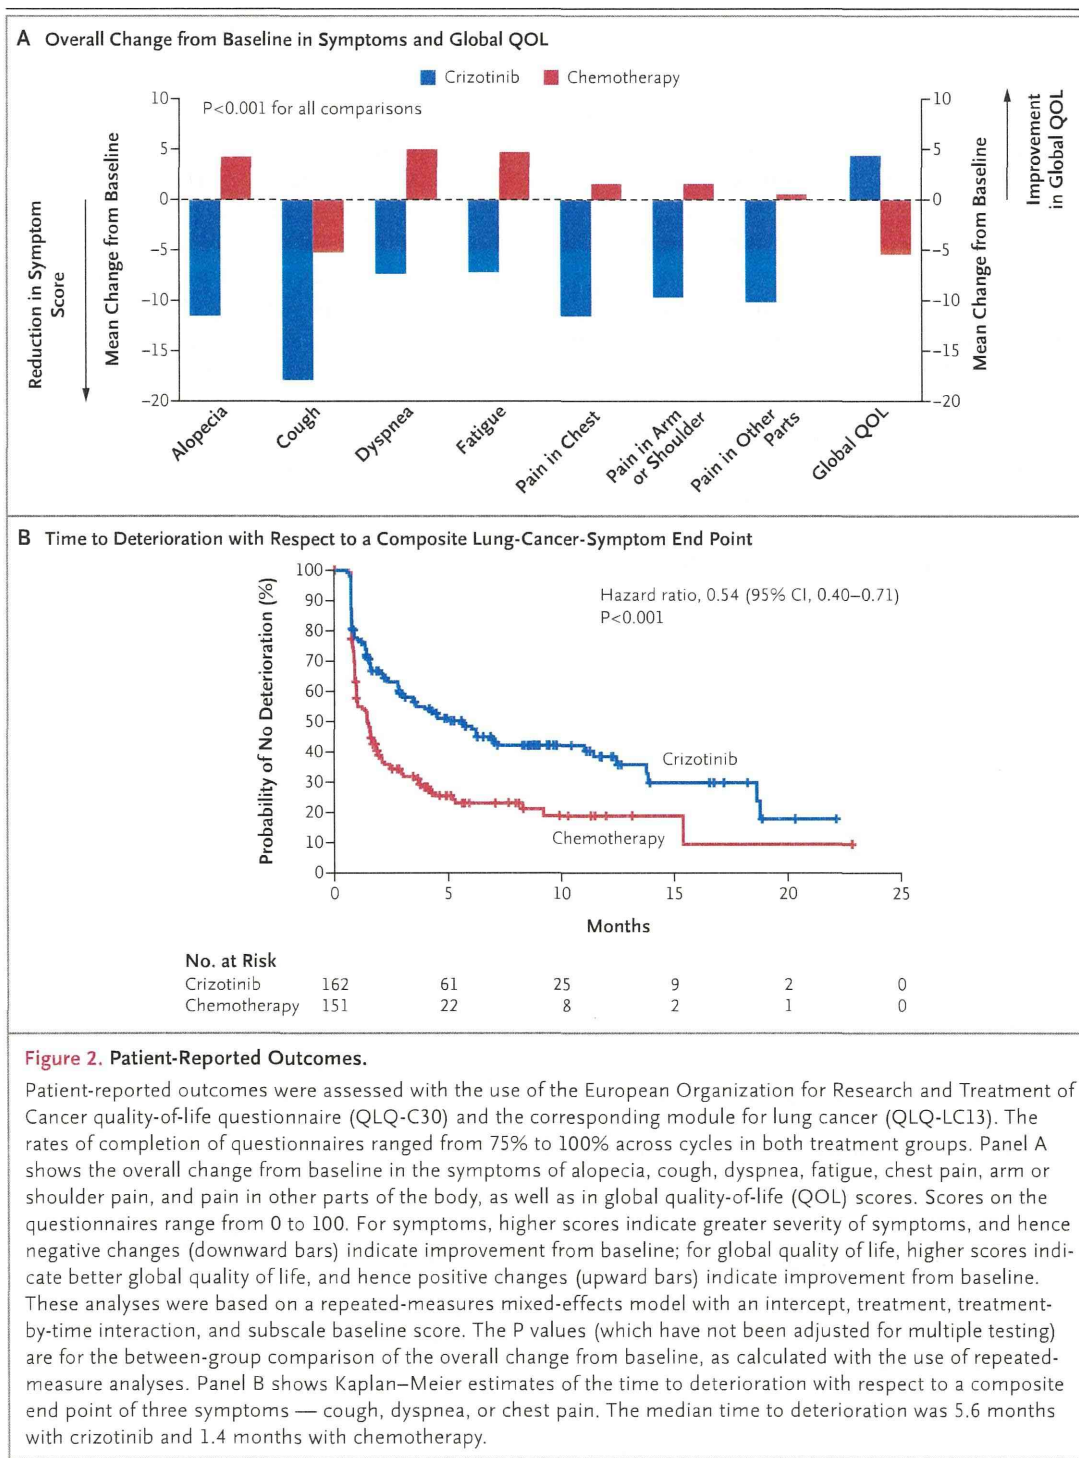 A Overall Change from Baseline in Symptoms and Global QOL
Crizotinib Chemotherapy
P<0.001 for all comparisons
Reduction in Symptom
Score
Mean Change from Baseline
10
5
0
−5
−10
−15
−20
10
5
0
−5
−10
−15
−20
Mean Change from Baseline
Improvement
in Global QOL
Alopecia
Cough
Dyspnea
Fatigue
Pain in Chest
Pain in Arm
or Shoulder
Pain in Other
Parts
Global QOL
B Time to Deterioration with Respect to a Composite Lung-Cancer-Symptom End Point
Probability of No Deterioration (%)
100
90
80
70
60
50
40
30
20
10
0
Hazard ratio, 0.54 (95% CI, 0.40–0.71)
P<0.001
Crizotinib
Chemotherapy
0 5 10 15 20 25
Months
No. at Risk
Crizotinib 162 61 25 9 2 0
Chemotherapy 151 22 8 2 1 0
Figure 2. Patient-Reported Outcomes.
Patient-reported outcomes were assessed with the use of the European Organization for Research and Treatment of
Cancer quality-of-life questionnaire (QLQ-C30) and the corresponding module for lung cancer (QLQ-LC13). The
rates of completion of questionnaires ranged from 75% to 100% across cycles in both treatment groups. Panel A
shows the overall change from baseline in the symptoms of alopecia, cough, dyspnea, fatigue, chest pain, arm or
shoulder pain, and pain in other parts of the body, as well as in global quality-of-life (QOL) scores. Scores on the
questionnaires range from 0 to 100. For symptoms, higher scores indicate greater severity of symptoms, and hence
negative changes (downward bars) indicate improvement from baseline; for global quality of life, higher scores indi-
cate better global quality of life, and hence positive changes (upward bars) indicate improvement from baseline.
These analyses were based on a repeated-measures mixed-effects model with an intercept, treatment, treatment-
by-time interaction, and subscale baseline score. The P values (which have not been adjusted for multiple testing)
are for the between-group comparison of the overall change from baseline, as calculated with the use of repeated-
measure analyses. Panel B shows Kaplan–Meier estimates of the time to deterioration with respect to a composite
end point of three symptoms — cough, dyspnea, or chest pain. The median time to deterioration was 5.6 months
with crizotinib and 1.4 months with chemotherapy.